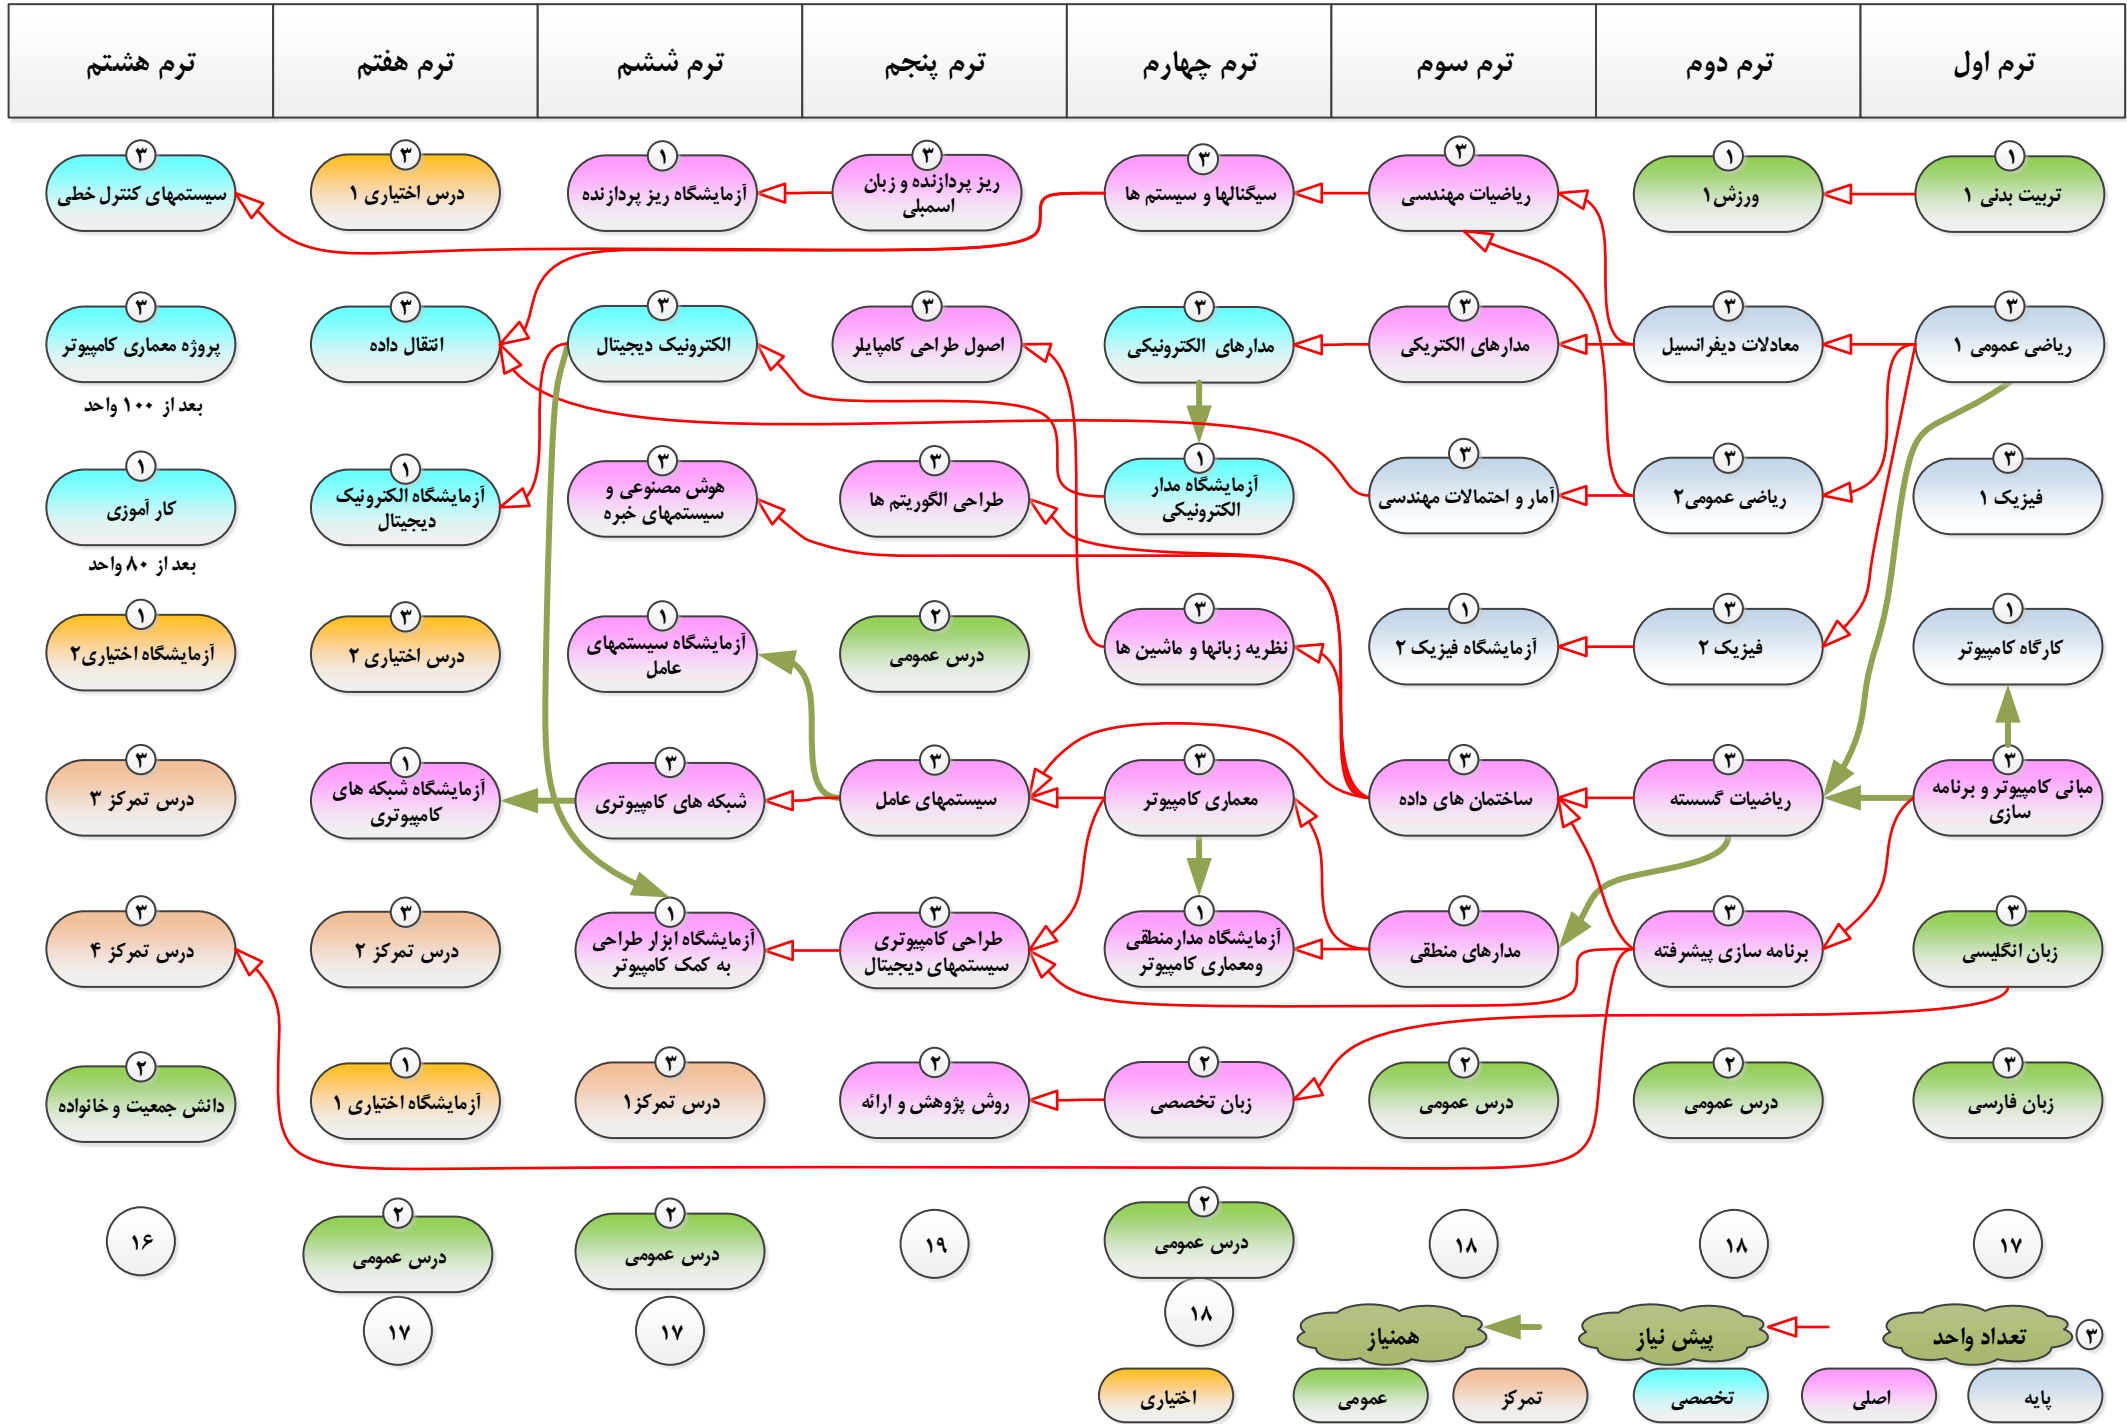 ترم اول
ترم دوم
ترم سوم
ترم چهارم
ترم پنجم
ترم ششم
ترم هفتم
ترم هشتم
۱
تربیت بدنی ۱
۱
ورزش۱
۳
ریاضیات مهندسی
۳
سیگنالها و سیستم ها
۳
ریز پردازنده و زبان
اسمبلی
۱
آزمایشگاه ریز پردازنده
۳
درس اختیاری ۱
۳
سیستمهای کنترل خطی
۳
ریاضی عمومی ۱
۳
معادلات دیفرانسیل
۳
مدارهای الکتریکی
۳
مدارهای الکترونیکی
۳
اصول طراحی کامپایلر
۳
الکترونیک دیجیتال
۳
انتقال داده
۳
پروژه معماری کامپیوتر
بعد از ۱۰۰ واحد
۳
فیزیک ۱
۳
ریاضی عمومی۲
۳
آمار و احتمالات مهندسی
۱
آزمایشگاه مدار
الکترونیکی
۳
طراحی الگوریتم ها
۳
هوش مصنوعی و
سیستمهای خبره
۱
آزمایشگاه الکترونیک
دیجیتال
۱
کار آموزی
بعد از ۸۰ واحد
۱
کارگاه کامپیوتر
۳
فیزیک ۲
۱
آزمایشگاه فیزیک ۲
۳
نظریه زبانها و ماشین ها
۲
درس عمومی
۱
آزمایشگاه سیستمهای
عامل
۳
درس اختیاری ۲
۱
آزمایشگاه اختیاری۲
۳
مبانی کامپیوتر و برنامه
سازی
۳
ریاضیات گسسته
۳
ساختمان های داده
۳
معماری کامپیوتر
۳
سیستمهای عامل
۳
شبکه های کامپیوتری
۱
آزمایشگاه شبکه های
کامپیوتری
۳
درس تمرکز ۳
۳
زبان انگلیسی
۳
برنامه سازی پیشرفته
۳
مدارهای منطقی
۱
آزمایشگاه مدارمنطقی
ومعماری کامپیوتر
۳
طراحی کامپیوتری
سیستمهای دیجیتال
۱
آزمایشگاه ابزار طراحی
به کمک کامپیوتر
۳
درس تمرکز ۲
۳
درس تمرکز ۴
۳
زبان فارسی
۲
درس عمومی
۲
درس عمومی
۲
زبان تخصصی
۲
روش پژوهش و ارائه
۳
درس تمرکز۱
۱
آزمایشگاه اختیاری ۱
۲
دانش جمعیت و خانواده
۱۷
۱۸
۱۸
۲
درس عمومی
۱۸
۱۹
۲
درس عمومی
۱۷
۲
درس عمومی
۱۷
۱۶
۳
تعداد واحد
پیش نیاز
همنیاز
پایه
اصلی
تخصصی
تمرکز
عمومی
اختیاری